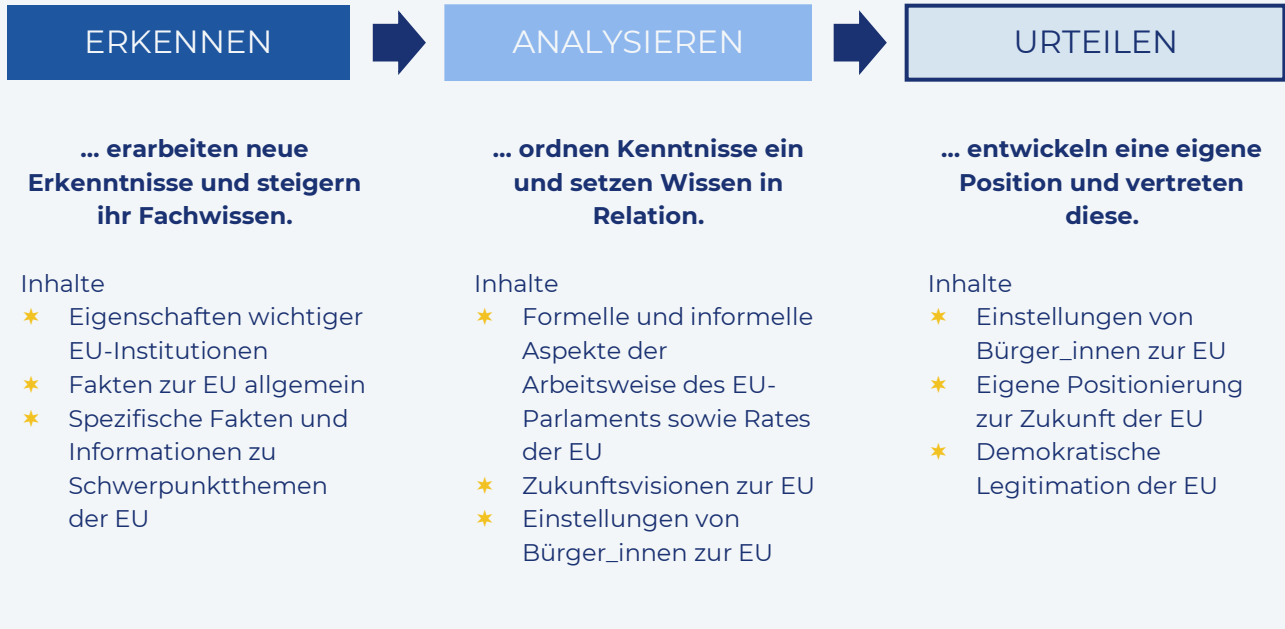 ERKENNEN
ANALYSIEREN
URTEILEN
... erarbeiten neue
Erkenntnisse und steigern
ihr Fachwissen.
Inhalte
Eigenschaften wichtiger
EU-Institutionen
Fakten zur EU allgemein
Spezifische Fakten und
Informationen zu
Schwerpunktthemen
der EU
... ordnen Kenntnisse ein
und setzen Wissen in
Relation.
Inhalte
Formelle und informelle
Aspekte der
Arbeitsweise des EU-
Parlaments sowie Rates
der EU
Zukunftsvisionen zur EU
Einstellungen von
Bürger_innen zur EU
... entwickeln eine eigene
Position und vertreten
diese.
Inhalte
Einstellungen von
Bürger_innen zur EU
Eigene Positionierung
zur Zukunft der EU
Demokratische
Legitimation der EU